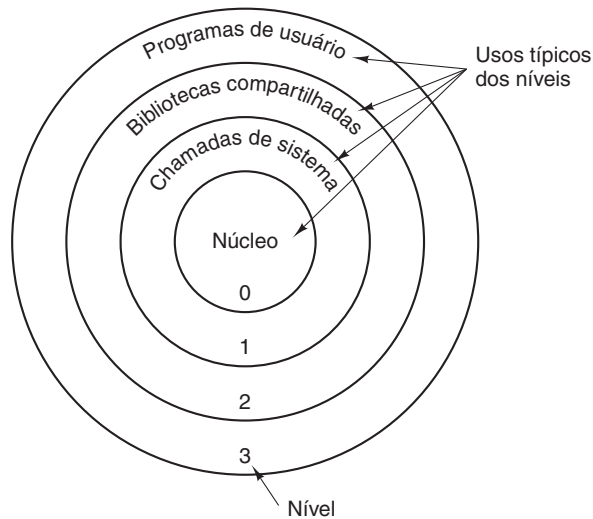 Programas de usuário
Usos típicos
dos níveis
Bibliotecas compartilhadas
Chamadas de sistema
Núcleo
0
1
2
3
Nível